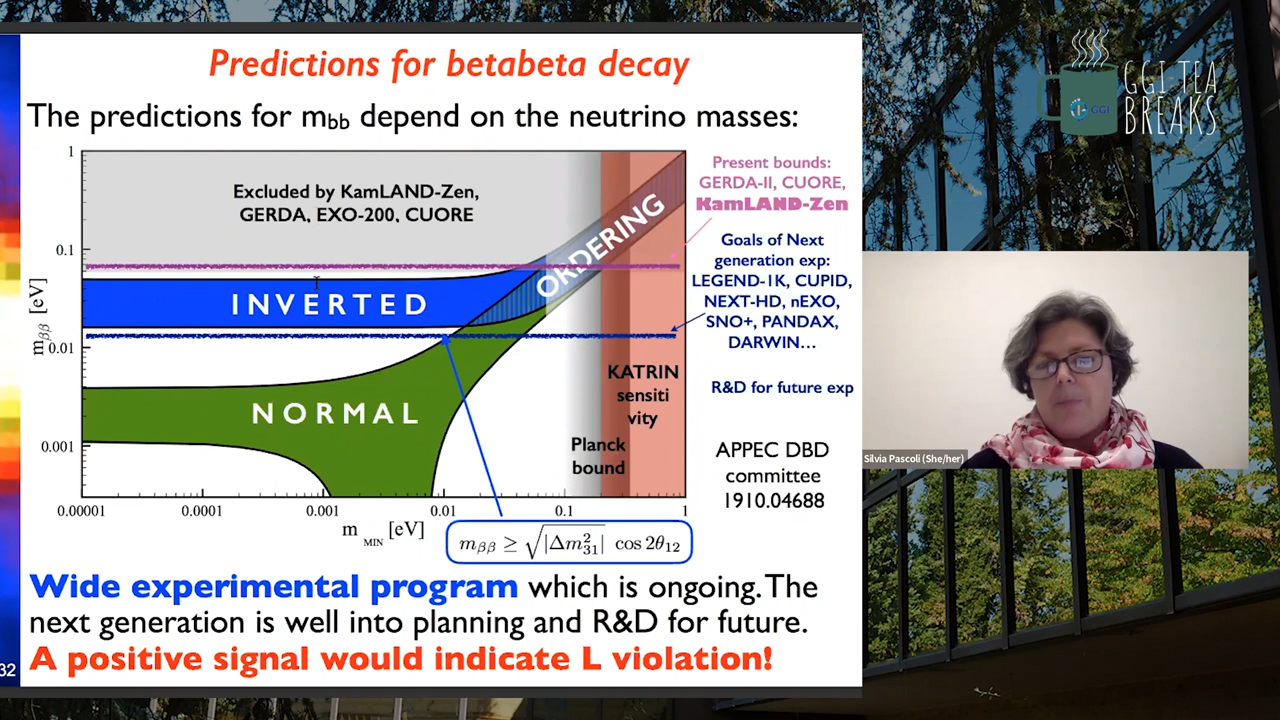 Predictions for betabeta decay
The predictions for mbb depend on the neutrino masses:
1
0.1
0.01
0.001
mββ [eV]
Excluded by KamLAND-Zen,
GERDA, EXO-200, CUORE
INVERTED
NORMAL
ORDERING
KATRIN
sensiti
vity
Planck
bound
0.00001
0.0001
0.001
0.01
0.1
1
m MIN [eV]
mββ ≥ √|Δm²31| cos 2θ12
Present bounds:
GERDA-II, CUORE,
KamLAND-Zen
Goals of Next
generation exp:
LEGEND-1K, CUPID,
NEXT-HD, nEXO,
SNO+, PANDAX,
DARWIN...
R&D for future exp
APPEC DBD
committee
1910.04688
Wide experimental program which is ongoing. The
next generation is well into planning and R&D for future.
A positive signal would indicate L violation!
32
GGI
GGI TEA
BREAKS
Silvia Pascoli (She/her)